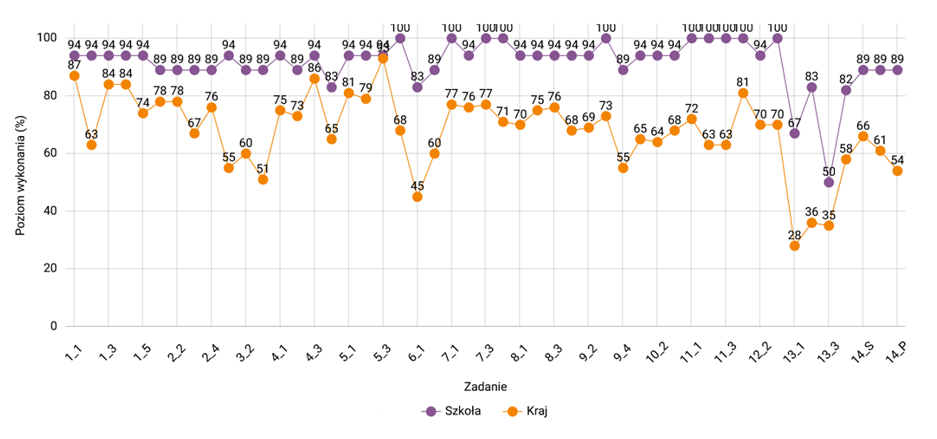 Poziom wykonania (%)
100
80
60
40
20
0
94 94 94 94 94 89 89 89 89 94 89 89 94 89 94 83 94 94 94 100 83 89 100 94 100 100 94 94 94 94 94 100 89 94 94 94 100 100 100 100 94 100 67 83 50 82 89 89 89
87 63 84 84 74 78 78 67 76 55 60 51 75 73 86 65 81 79 93 68 45 60 77 76 77 71 70 75 76 68 69 73 55 65 64 68 72 63 63 81 70 70 28 36 35 58 66 61 54
1_1 1_3 1_5 2_2 2_4 3_2 4_1 4_3 5_1 5_3 6_1 7_1 7_3 8_1 8_3 9_2 9_4 10_2 11_1 11_3 12_2 13_1 13_3 14_S 14_P
Zadanie
Szkoła Kraj